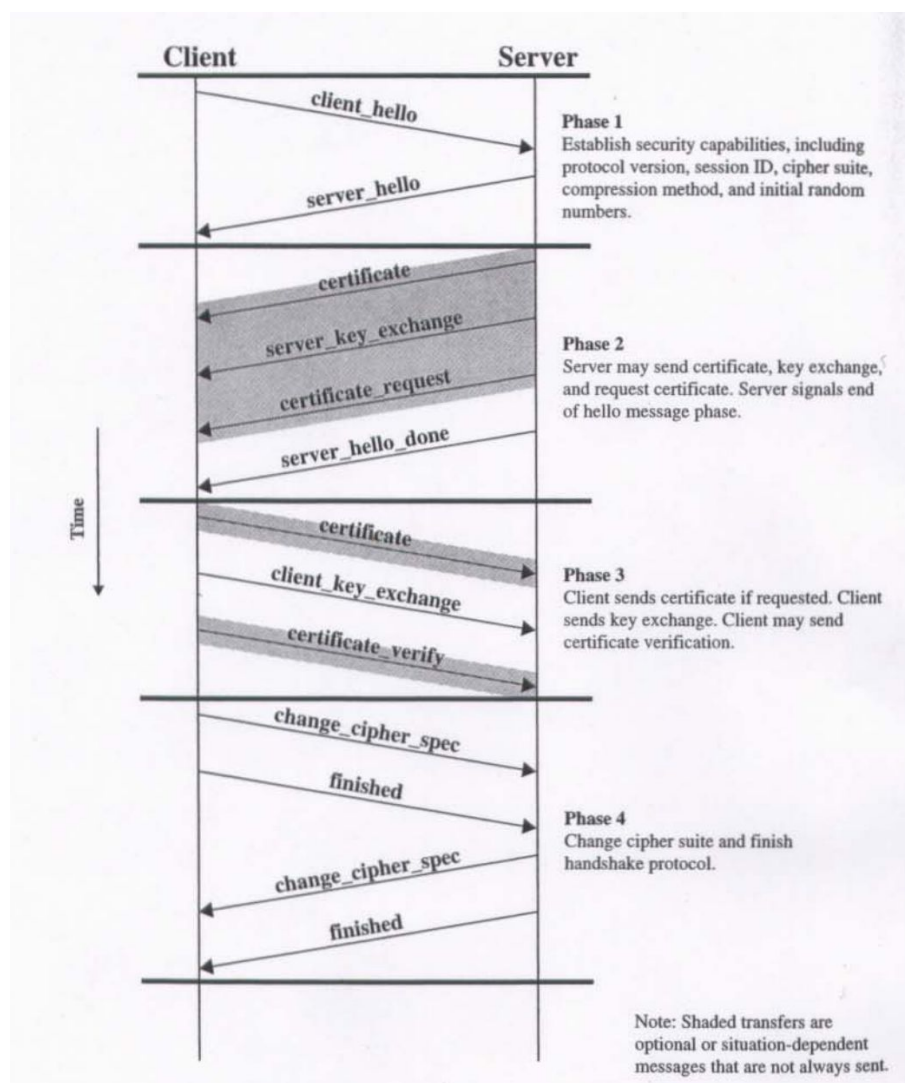 Client
Server
client_hello
Phase 1
Establish security capabilities, including
protocol version, session ID, cipher suite,
compression method, and initial random
numbers.
server_hello
certificate
server_key_exchange
Phase 2
Server may send certificate, key exchange,
and request certificate. Server signals end
of hello message phase.
certificate_request
server_hello_done
Time
certificate
client_key_exchange
Phase 3
Client sends certificate if requested. Client
sends key exchange. Client may send
certificate verification.
certificate_verify
change_cipher_spec
finished
Phase 4
Change cipher suite and finish
handshake protocol.
change_cipher_spec
finished
Note: Shaded transfers are
optional or situation-dependent
messages that are not always sent.